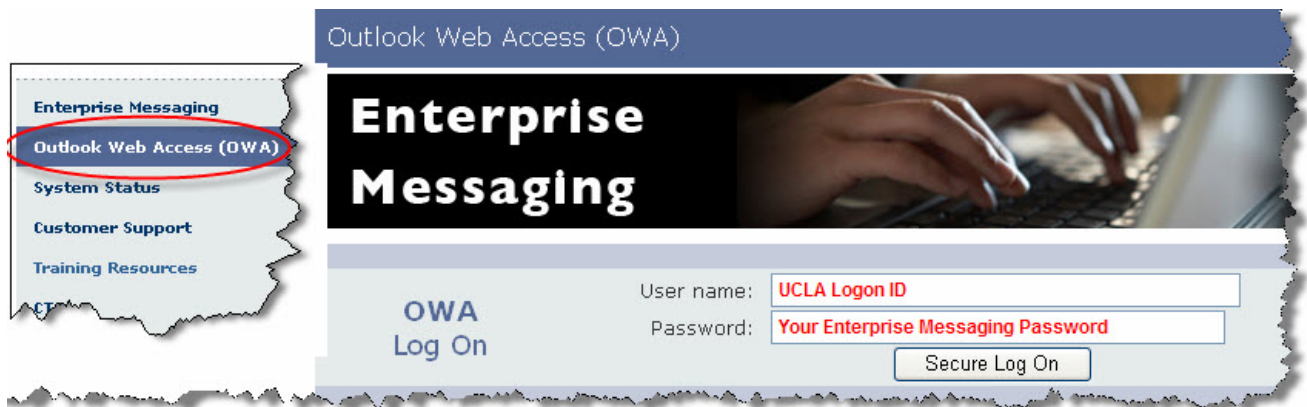 Outlook Web Access (OWA)
Enterprise Messaging
Outlook Web Access (OWA)
System Status
Customer Support
Training Resources
Enterprise
Messaging
OWA
Log On
User name: UCLA Logon ID
Password: Your Enterprise Messaging Password
Secure Log On